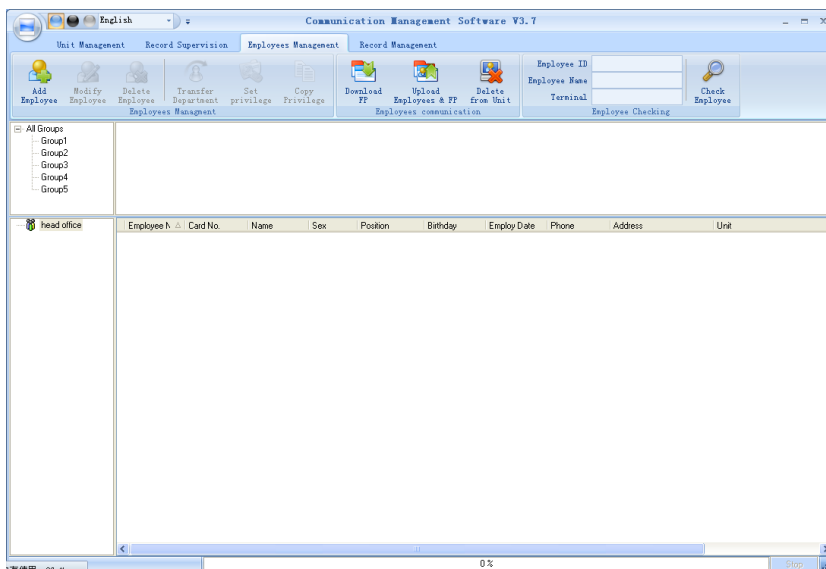 English
Communication Management Software V3.7
Unit Management Record Supervision Employees Management Record Management
Add Employee
Modify Employee
Delete Employee
Transfer Department
Set privilege
Copy Privilege
Employees Managment
Download FP
Upload Employees & FP
Delete from Unit
Employees communication
Employee ID
Employee Name
Terminal
Check Employee
Employee Checking
All Groups
Group1
Group2
Group3
Group4
Group5
head office
Employee N Card No. Name Sex Position Birthday Employ Date Phone Address Unit
0%
Stop